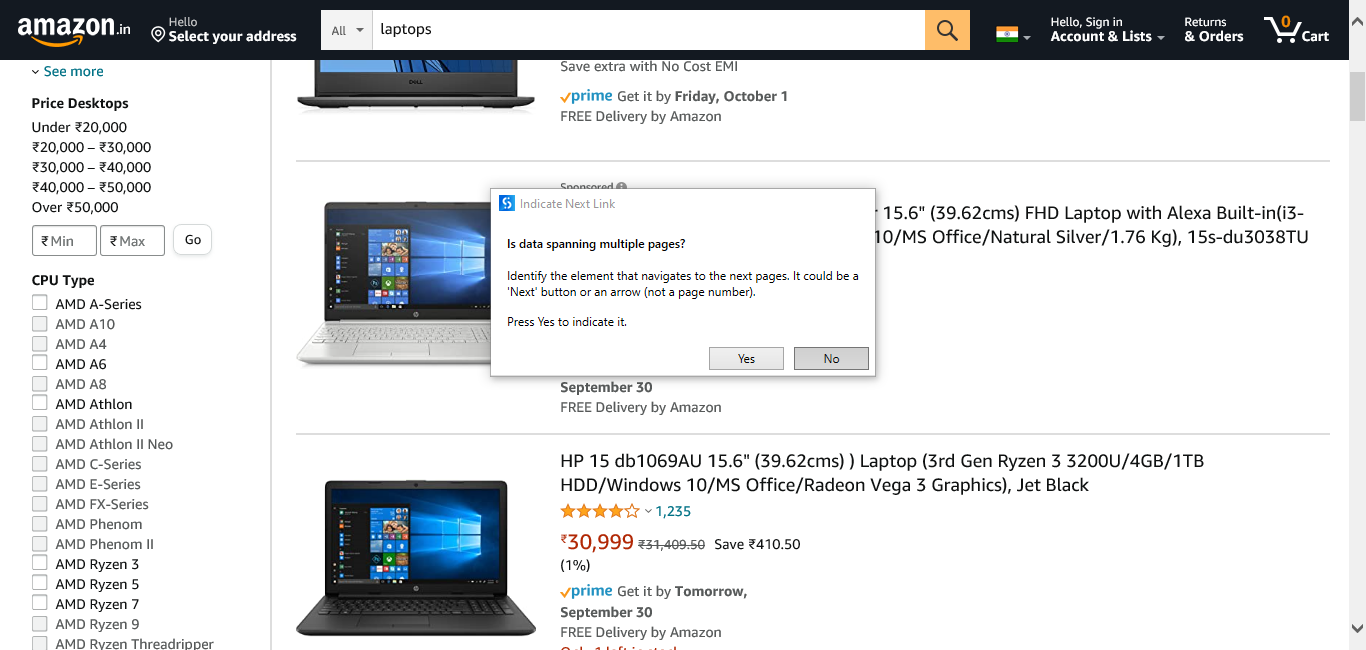 amazon.in
Hello
Select your address
All
laptops
Hello, Sign in
Account & Lists
Returns
& Orders
0
Cart
See more
Price Desktops
Under ₹20,000
₹20,000 – ₹30,000
₹30,000 – ₹40,000
₹40,000 – ₹50,000
Over ₹50,000
₹ Min
₹ Max
Go
CPU Type
AMD A-Series
AMD A10
AMD A4
AMD A6
AMD A8
AMD Athlon
AMD Athlon II
AMD Athlon II Neo
AMD C-Series
AMD E-Series
AMD FX-Series
AMD Phenom
AMD Phenom II
AMD Ryzen 3
AMD Ryzen 5
AMD Ryzen 7
AMD Ryzen 9
AMD Ryzen Threadripper
DELL
Save extra with No Cost EMI
prime Get it by Friday, October 1
FREE Delivery by Amazon
Sponsored
15.6" (39.62cms) FHD Laptop with Alexa Built-in(i3-
10/MS Office/Natural Silver/1.76 Kg), 15s-du3038TU
Indicate Next Link
Is data spanning multiple pages?
Identify the element that navigates to the next pages. It could be a
'Next' button or an arrow (not a page number).
Press Yes to indicate it.
Yes
No
September 30
FREE Delivery by Amazon
HP 15 db1069AU 15.6" (39.62cms) ) Laptop (3rd Gen Ryzen 3 3200U/4GB/1TB
HDD/Windows 10/MS Office/Radeon Vega 3 Graphics), Jet Black
1,235
₹30,999 ₹31,409.50 Save ₹410.50
(1%)
prime Get it by Tomorrow,
September 30
FREE Delivery by Amazon